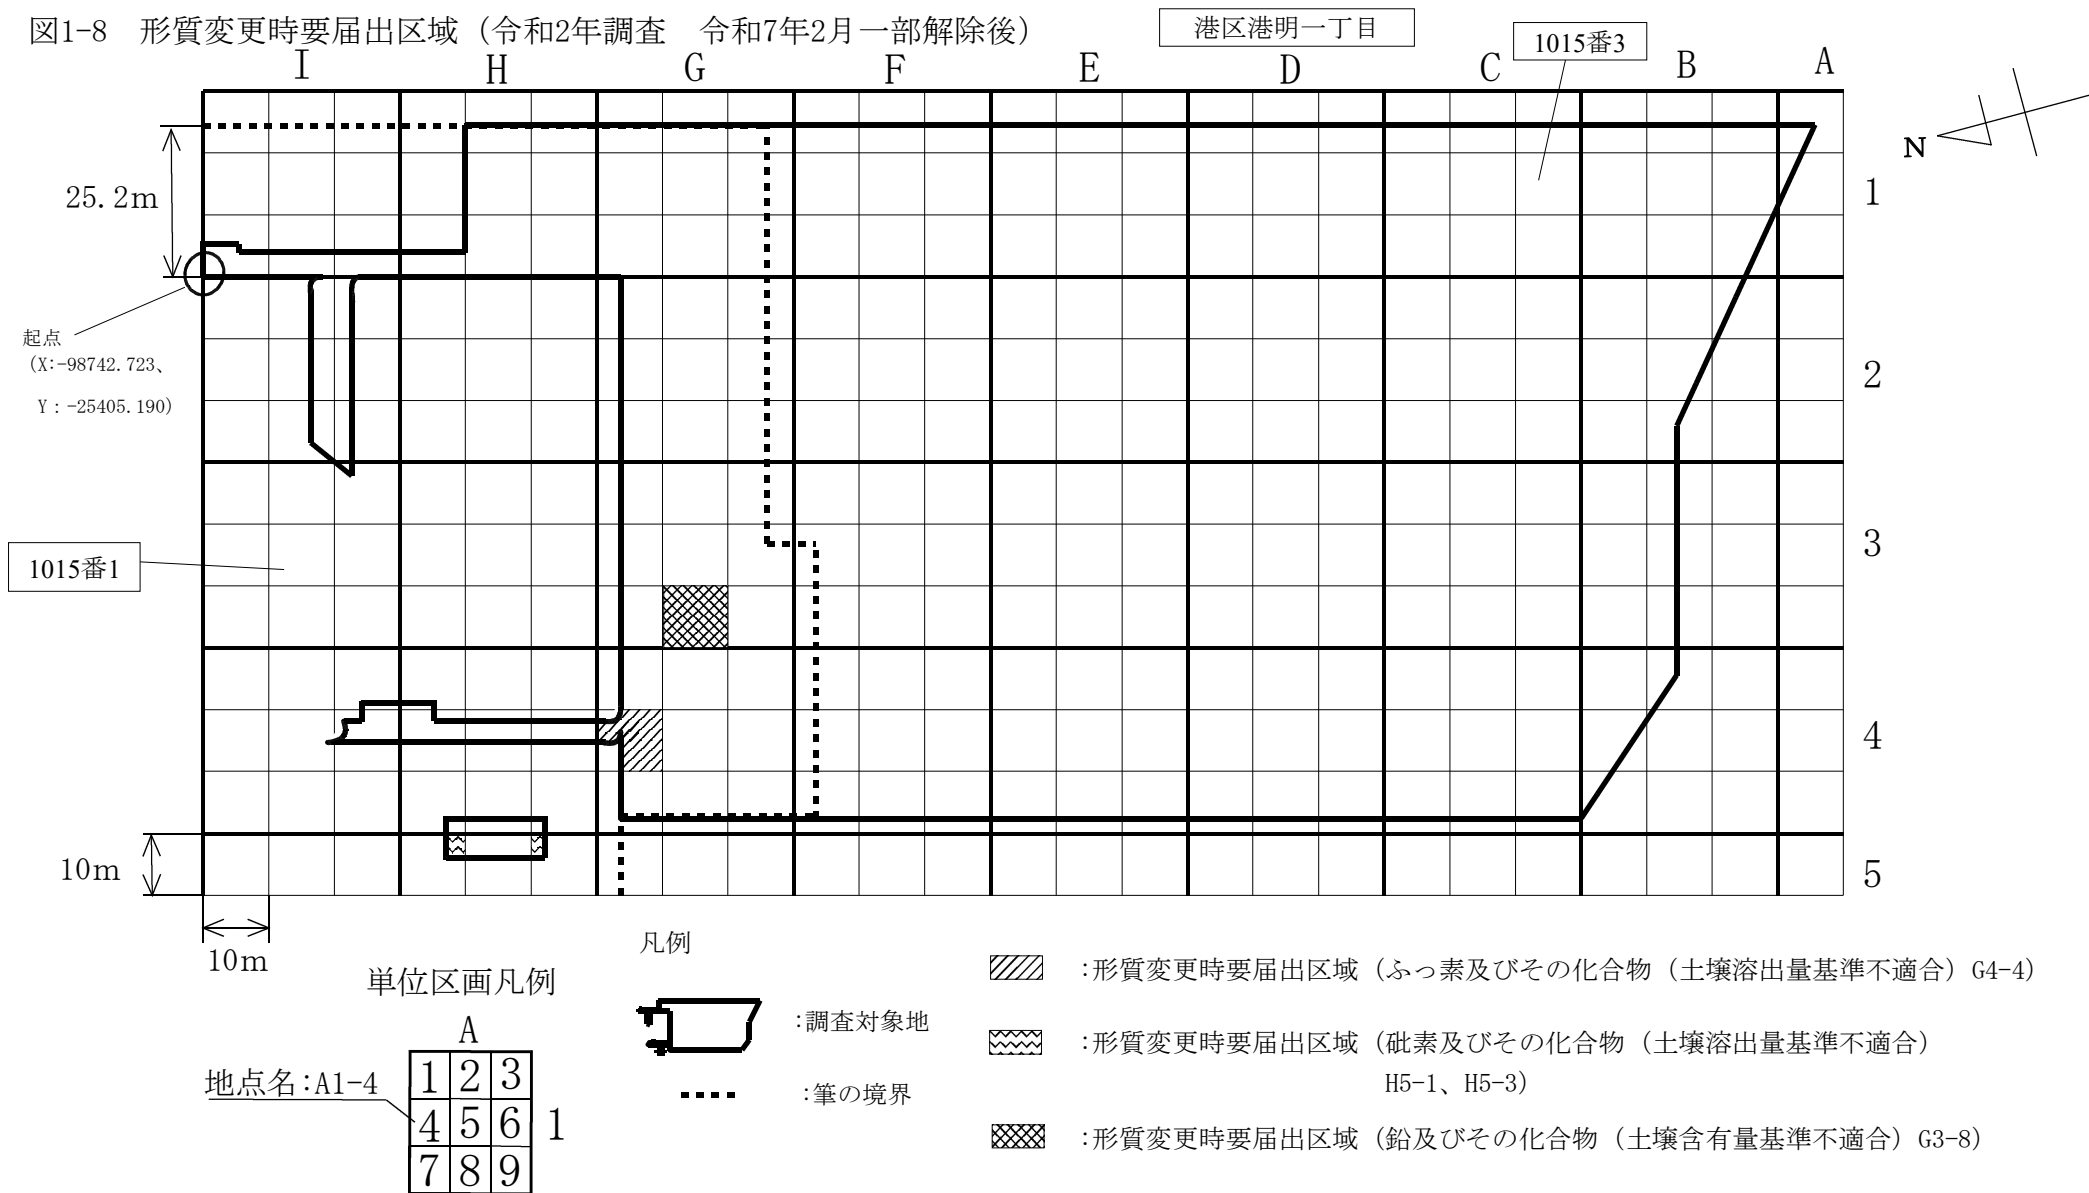 図1-8　形質変更時要届出区域（令和2年調査　令和7年2月一部解除後）
港区港明一丁目
1015番3
I H G F E D C B A
N
25.2m
1
起点
（X:-98742.723、
Y：-25405.190）
2
3
1015番1
4
10m
5
10m
凡例
単位区画凡例
A
地点名：A1-4
1 2 3
4 5 6 1
7 8 9
：調査対象地
：筆の境界
：形質変更時要届出区域（ふっ素及びその化合物（土壌溶出量基準不適合）G4-4）
：形質変更時要届出区域（砒素及びその化合物（土壌溶出量基準不適合）
H5-1、H5-3）
：形質変更時要届出区域（鉛及びその化合物（土壌含有量基準不適合）G3-8）